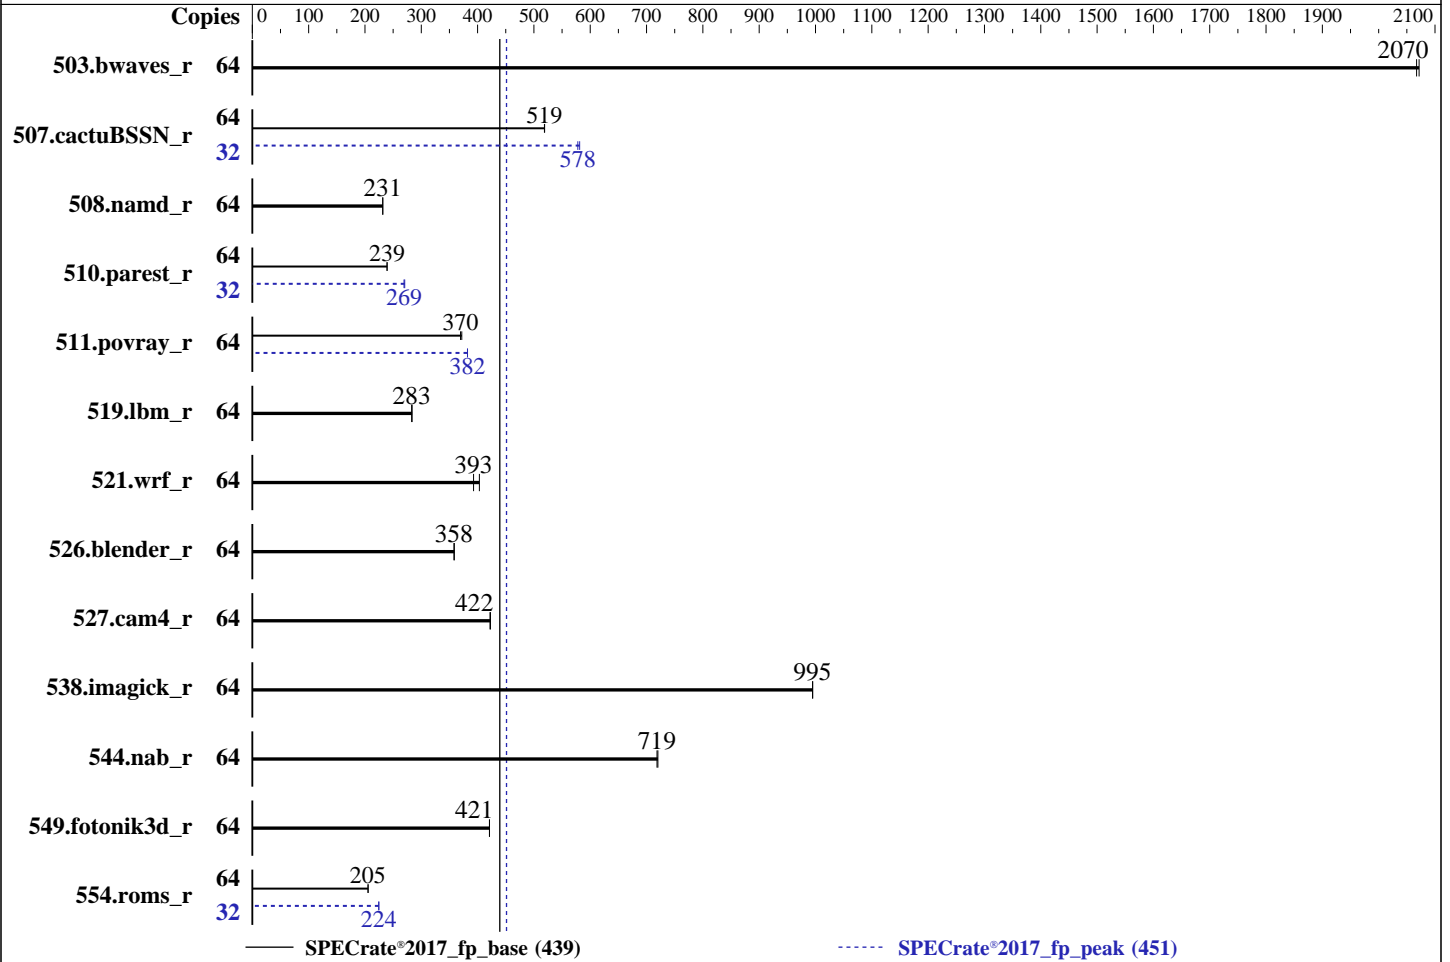 Copies 0 100 200 300 400 500 600 700 800 900 1000 1100 1200 1300 1400 1500 1600 1700 1800 1900 2100
503.bwaves_r 64 2070
507.cactuBSSN_r 64 519
32 578
508.namd_r 64 231
510.parest_r 64 239
32 269
511.povray_r 64 370
382
519.lbm_r 64 283
521.wrf_r 64 393
526.blender_r 64 358
527.cam4_r 64 422
538.imagick_r 64 995
544.nab_r 64 719
549.fotonik3d_r 64 421
554.roms_r 64 205
32 224
SPECrate®2017_fp_base (439) SPECrate®2017_fp_peak (451)